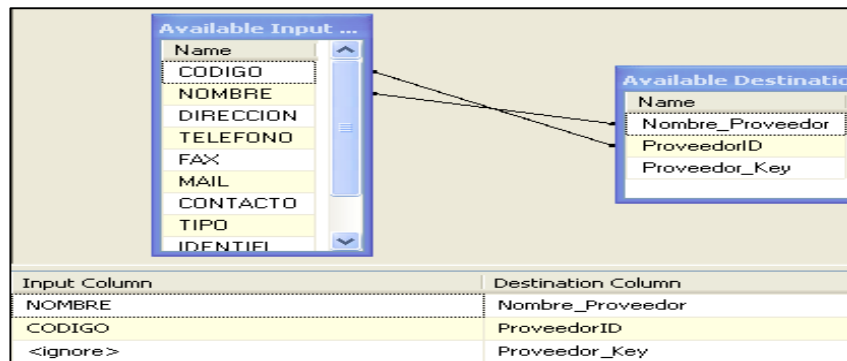 Available Input ...
Name
CODIGO
NOMBRE
DIRECCION
TELEFONO
FAX
MAIL
CONTACTO
TIPO
IDENTIFI
Available Destinatio
Name
Nombre_Proveedor
ProveedorID
Proveedor_Key
Input Column Destination Column
NOMBRE Nombre_Proveedor
CODIGO ProveedorID
<ignore> Proveedor_Key